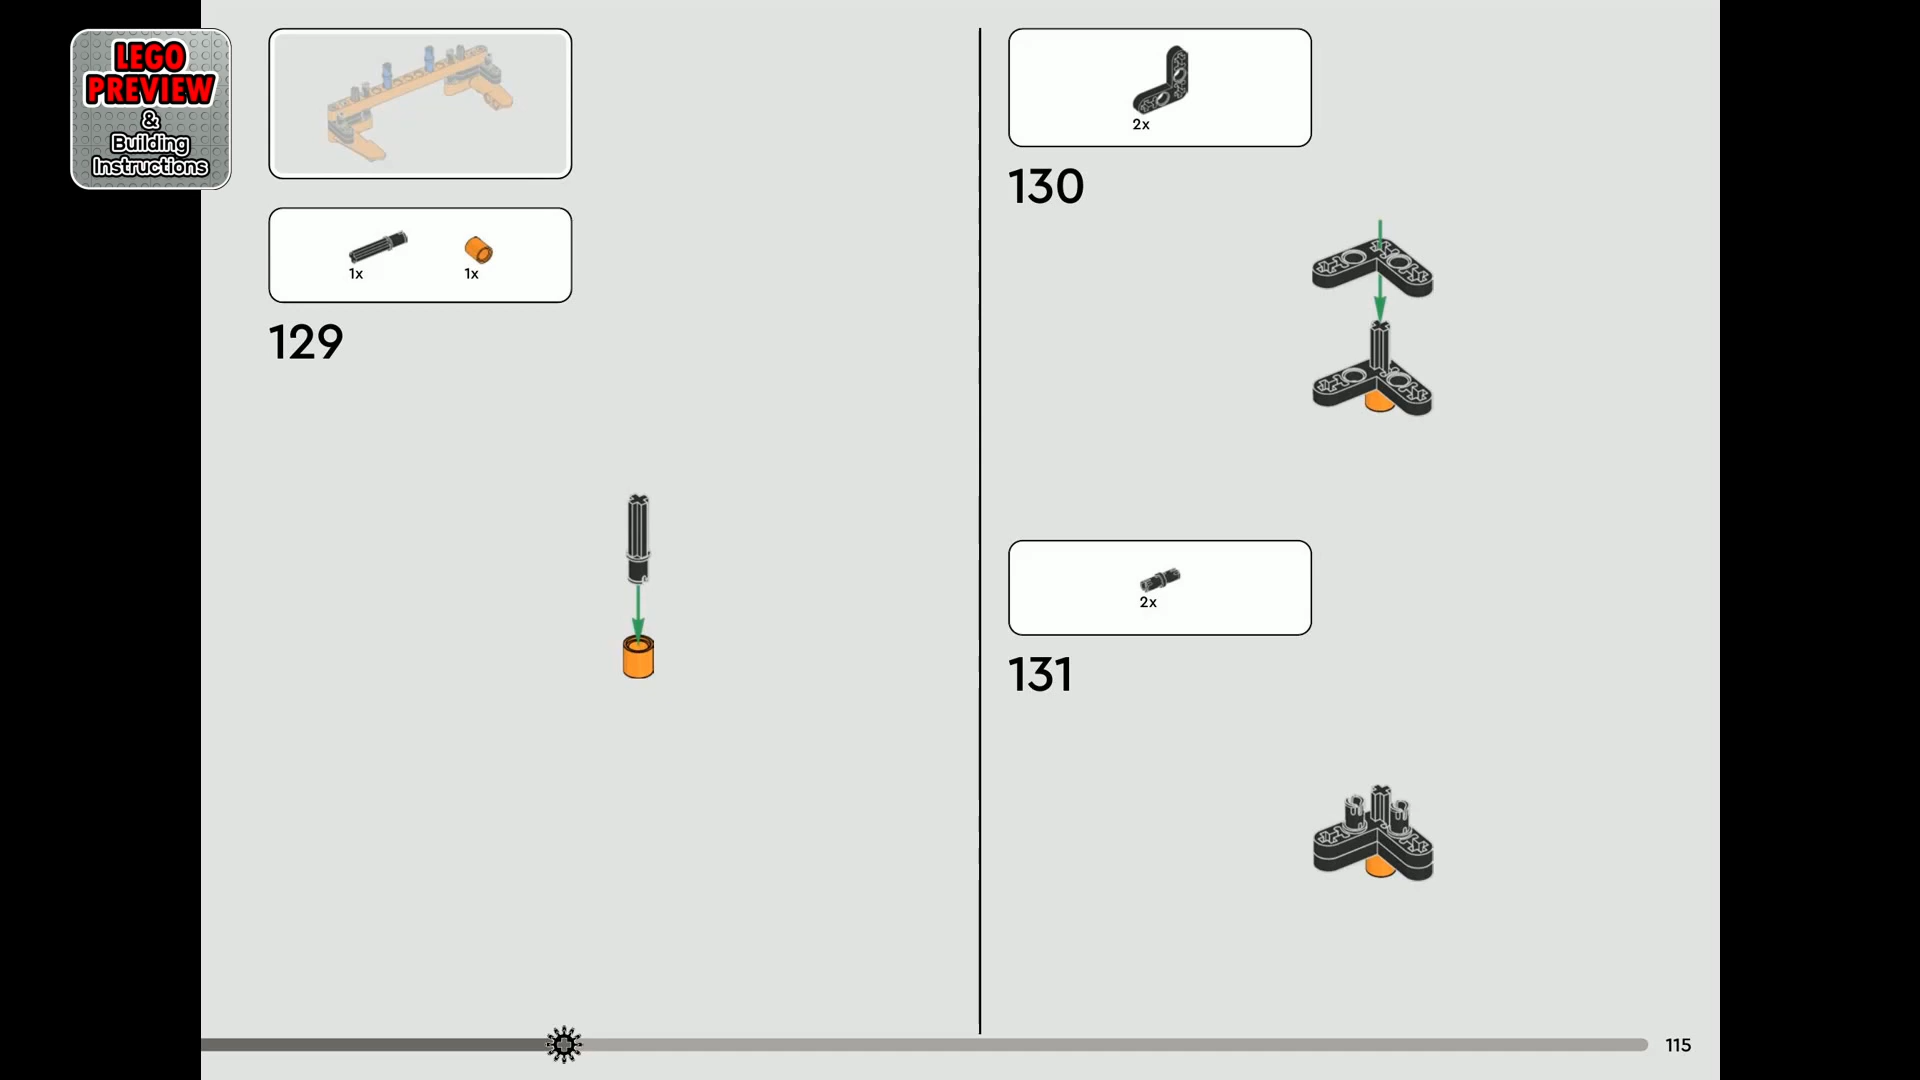 LEGO
PREVIEW
&
Building
Instructions
1x
1x
129
2x
130
2x
131
115